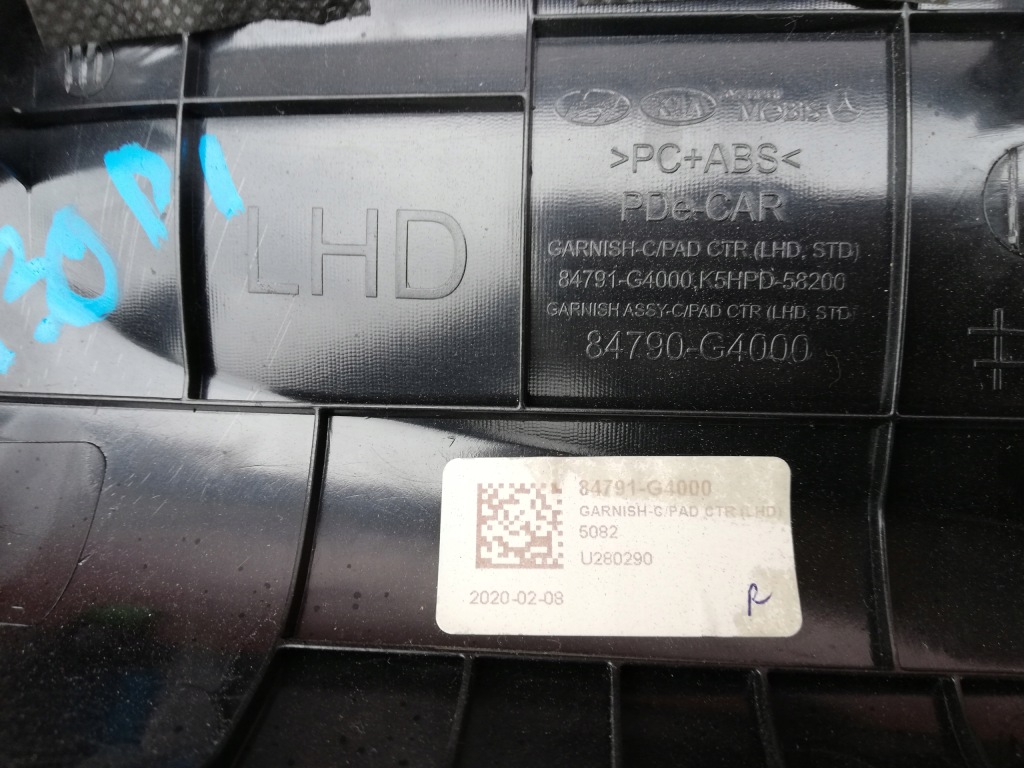 LHD
KIA
MOBIS
>PC+ABS<
PDe-CAR
GARNISH-C/PAD CTR (LHD, STD)
84791-G4000,K5HPD-58200
GARNISH ASSY-C/PAD CTR (LHD, STD)
84790-G4000
84791-G4000
GARNISH-C/PAD CTR (LHD)
5082
U280290
2020-02-08
R